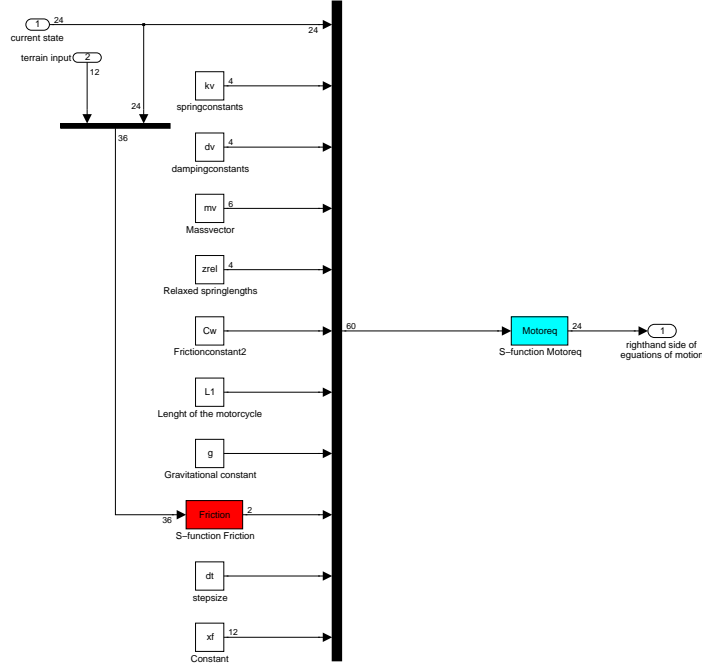 1
24
24
current state
terrain input
2
12
24
36
kv
4
springconstants
dv
4
dampingconstants
mv
6
Massvector
zrel
4
Relaxed springlengths
Cw
Frictionconstant2
60
Motoreq
24
1
S-function Motoreq
righthand side of
equations of motion
L1
Lenght of the motorcycle
g
Gravitational constant
36
Friction
2
S-function Friction
dt
stepsize
xf
12
Constant